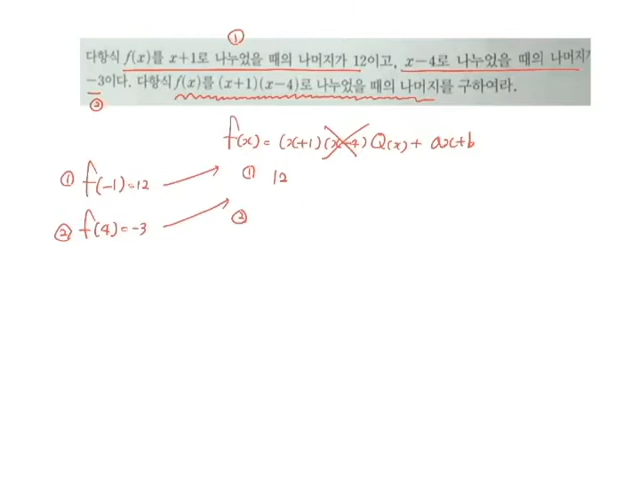 ①
다항식 f(x)를 x+1로 나누었을 때의 나머지가 12이고, x-4로 나누었을 때의 나머지가
-3이다. 다항식 f(x)를 (x+1)(x-4)로 나누었을 때의 나머지를 구하여라.
②
f(x) = (x+1)(x-4)Q(x) + ax+b
① f(-1)=12
① 12
② f(4)=-3
②